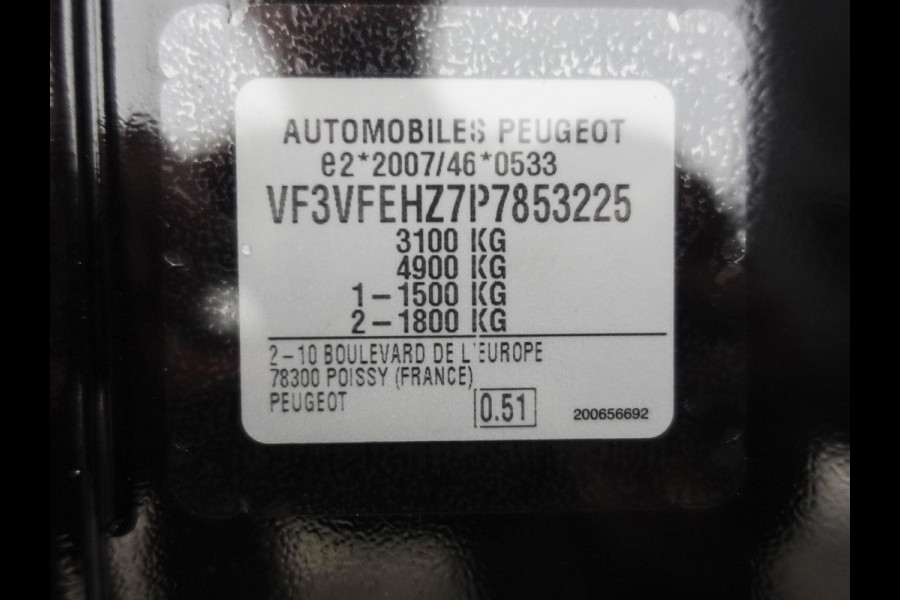 AUTOMOBILES PEUGEOT
e2*2007/46*0533
VF3VFEHZ7P7853225
3100 KG
4900 KG
1-1500 KG
2-1800 KG
2-10 BOULEVARD DE L'EUROPE
78300 POISSY (FRANCE)
PEUGEOT
0.51
200656692